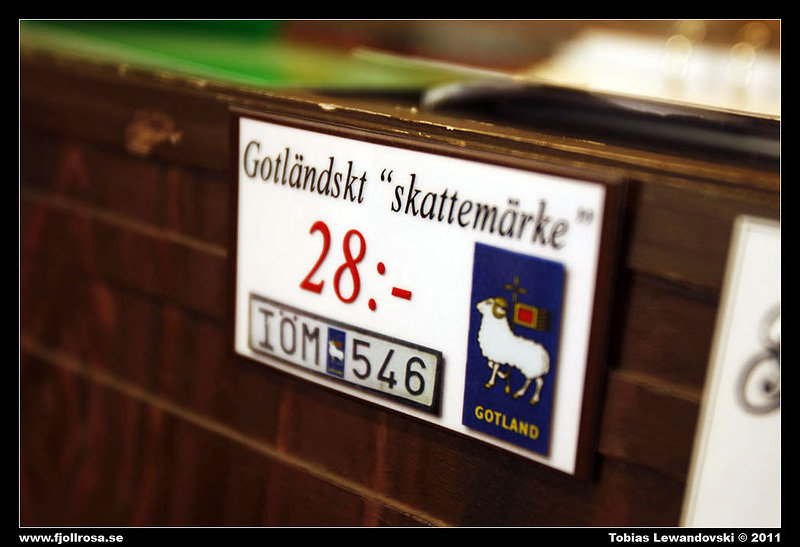 Gotländskt “skattemärke”
28:-
IÖM 546
GOTLAND
www.fjollrosa.se
Tobias Lewandovski © 2011